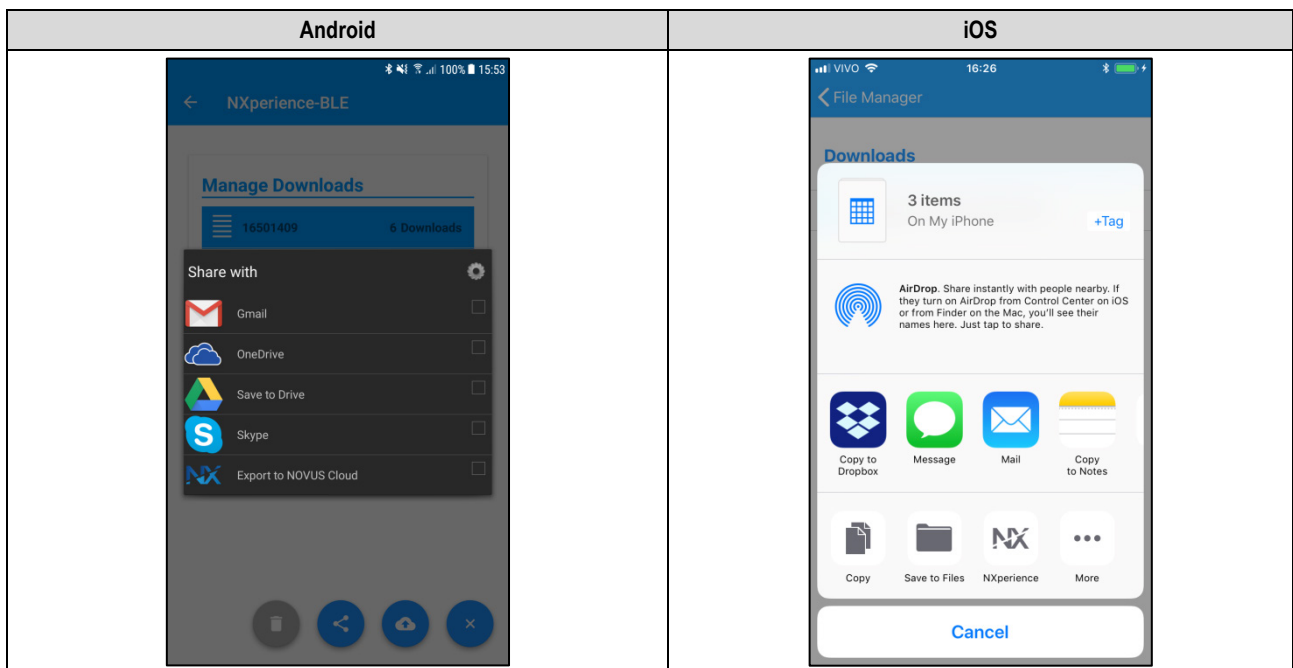 Android
iOS
100% 15:53
NXperience-BLE
Manage Downloads
16501409 6 Downloads
Share with
Gmail
OneDrive
Save to Drive
S Skype
NX Export to NOVUS Cloud
VIVO 16:26
File Manager
Downloads
3 items
On My iPhone +Tag
AirDrop. Share instantly with people nearby. If
they turn on AirDrop from Control Center on iOS
or from Finder on the Mac, you'll see their
names here. Just tap to share.
Copy to
Dropbox
Message
Mail
Copy
to Notes
NX
Copy
Save to Files
NXperience
More
Cancel